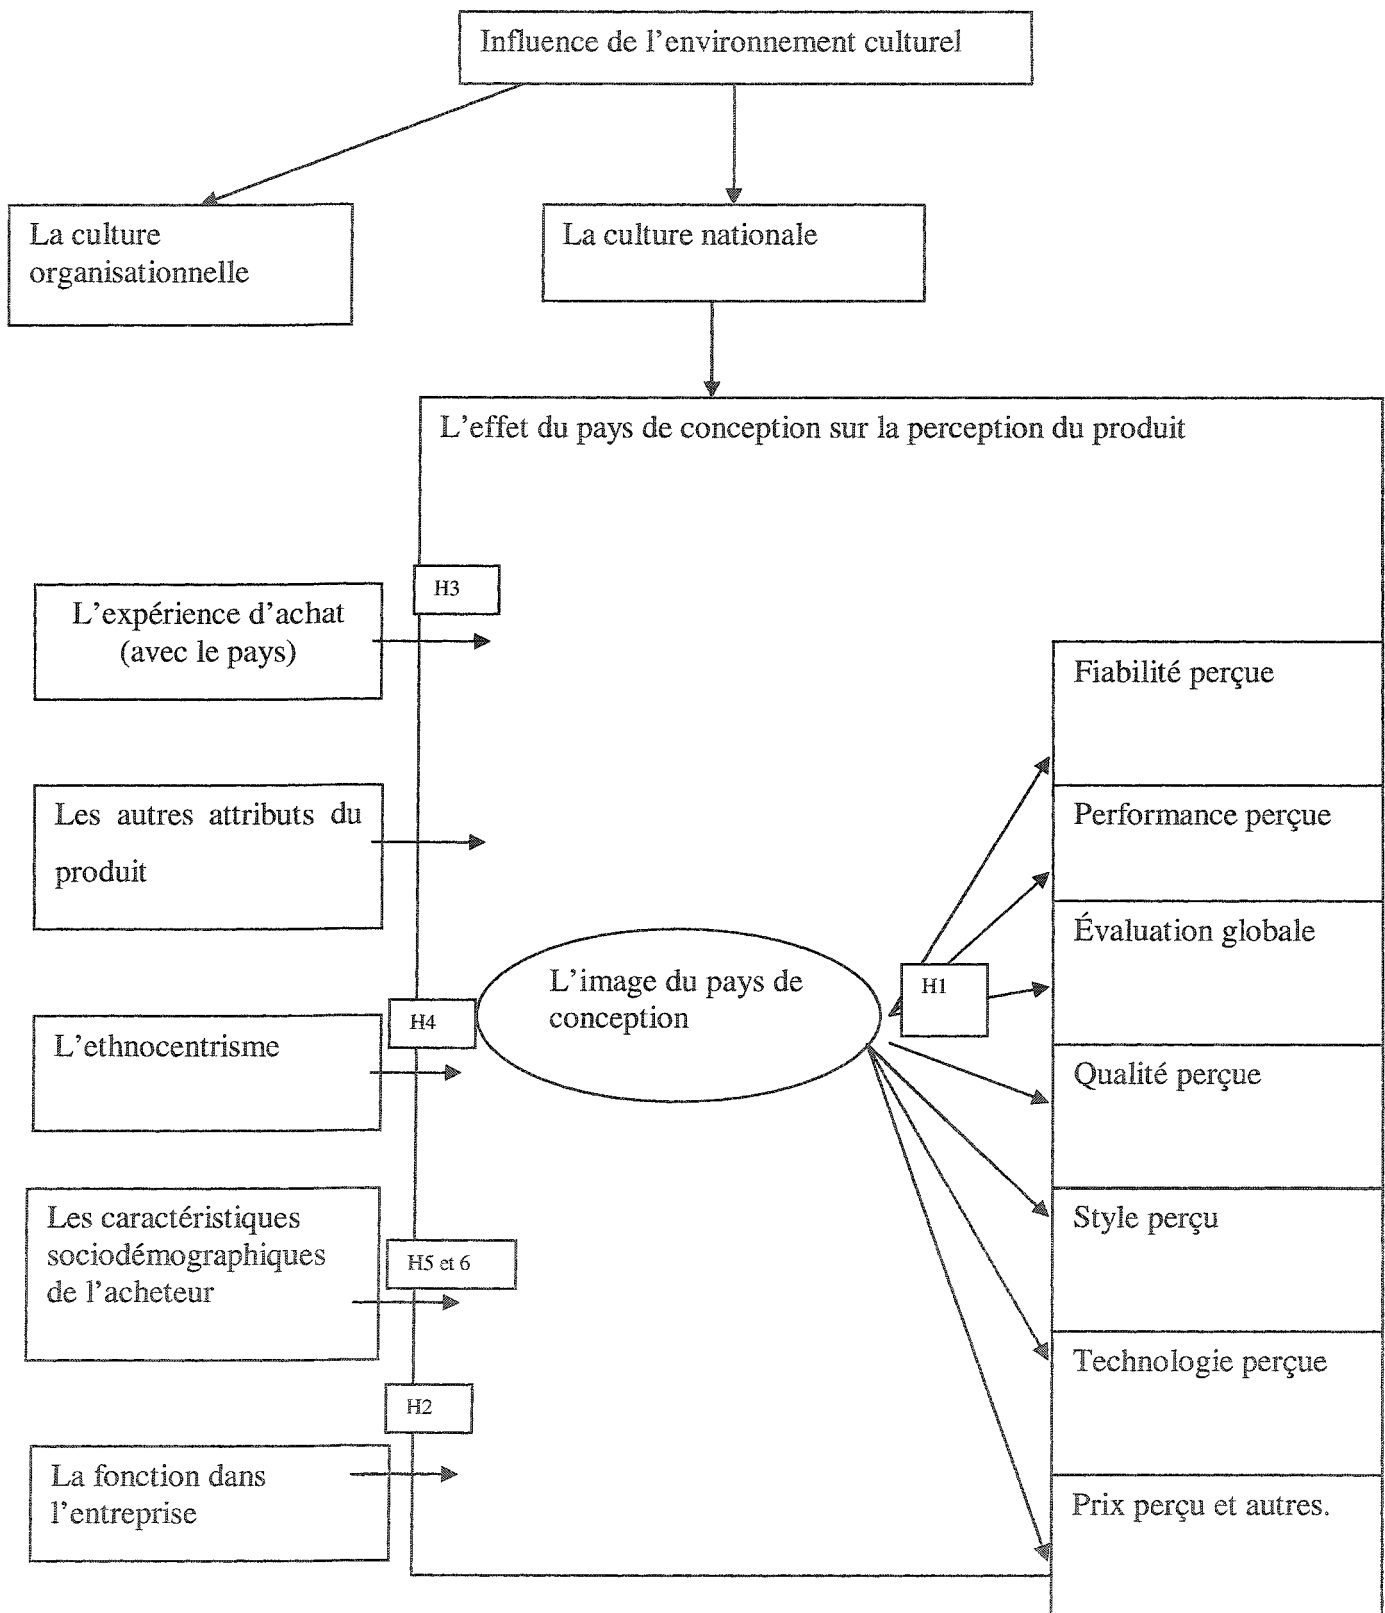 Influence de l'environnement culturel
La culture
organisationnelle
La culture nationale
L'effet du pays de conception sur la perception du produit
H3
L'expérience d'achat
(avec le pays)
Fiabilité perçue
Les autres attributs du
produit
Performance perçue
Évaluation globale
L'image du pays de
conception
H1
H4
L'ethnocentrisme
Qualité perçue
Les caractéristiques
sociodémographiques
de l'acheteur
H5 et 6
Style perçu
Technologie perçue
H2
La fonction dans
l'entreprise
Prix perçu et autres.